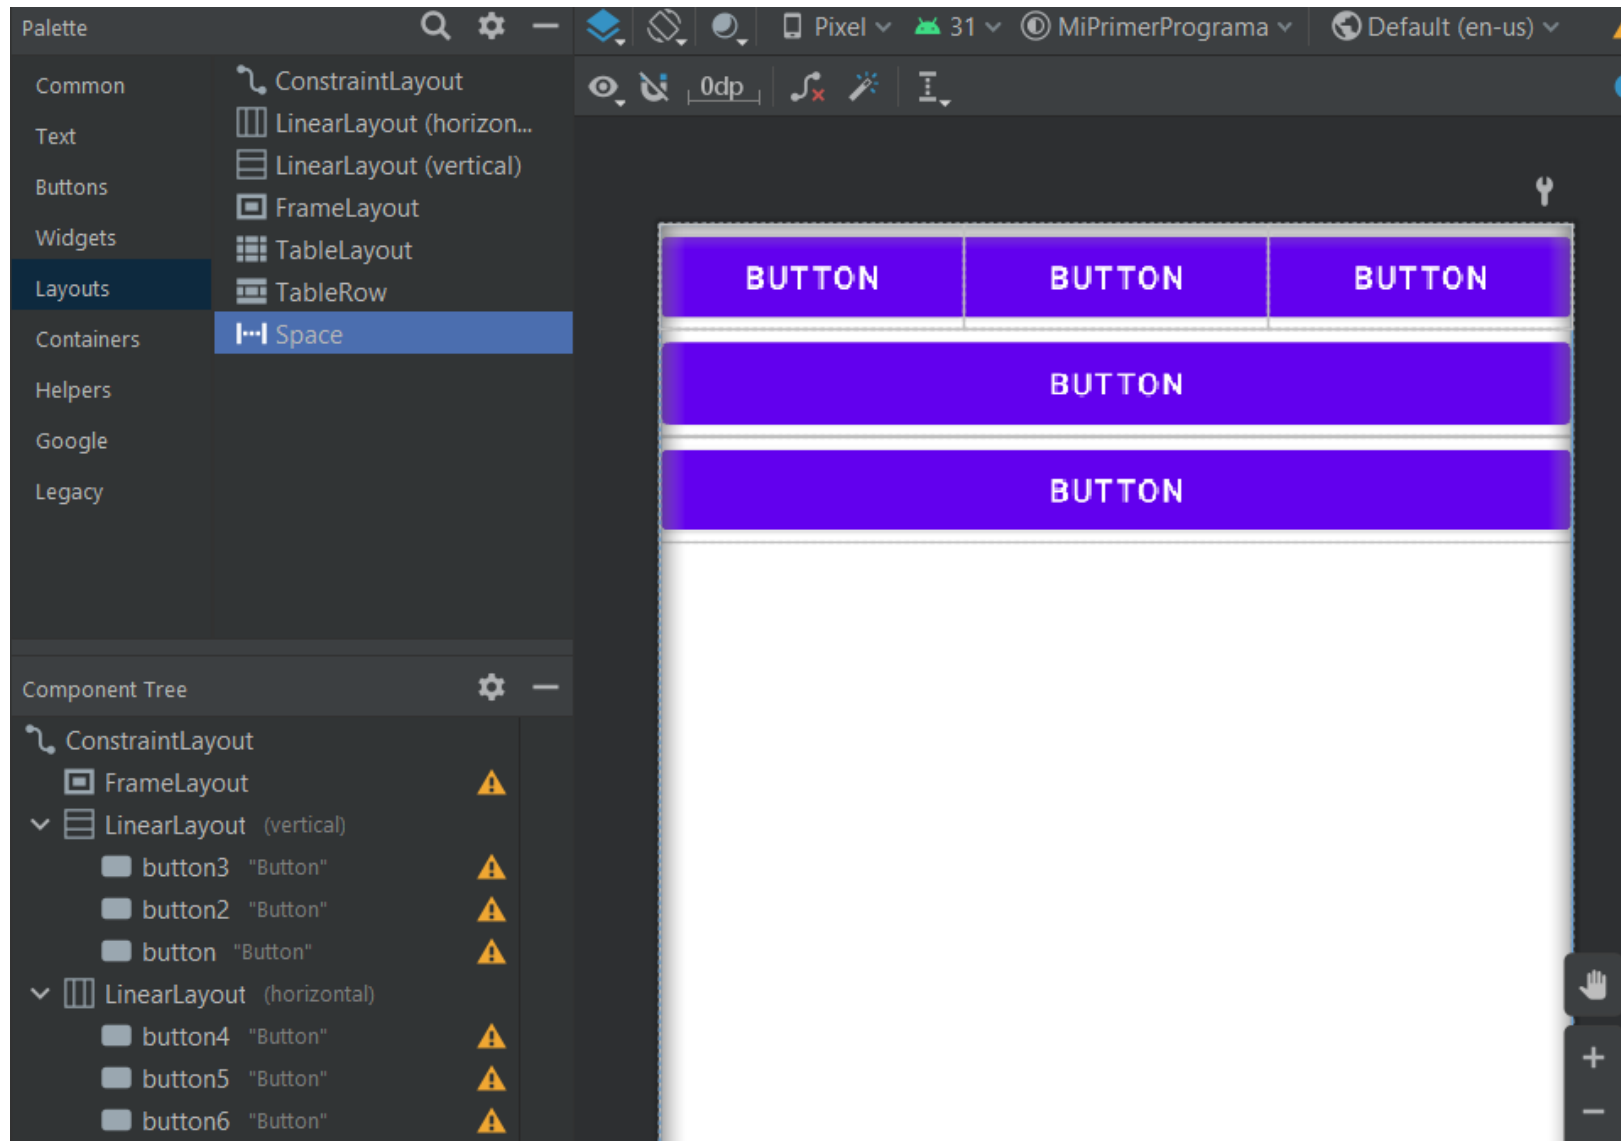 Palette
Pixel 31 MiPrimerPrograma Default (en-us)
Common
Text
Buttons
Widgets
Layouts
Containers
Helpers
Google
Legacy
ConstraintLayout
LinearLayout (horizon...
LinearLayout (vertical)
FrameLayout
TableLayout
TableRow
Space
0dp
BUTTON BUTTON BUTTON
BUTTON
BUTTON
Component Tree
ConstraintLayout
FrameLayout
LinearLayout (vertical)
button3 "Button"
button2 "Button"
button "Button"
LinearLayout (horizontal)
button4 "Button"
button5 "Button"
button6 "Button"